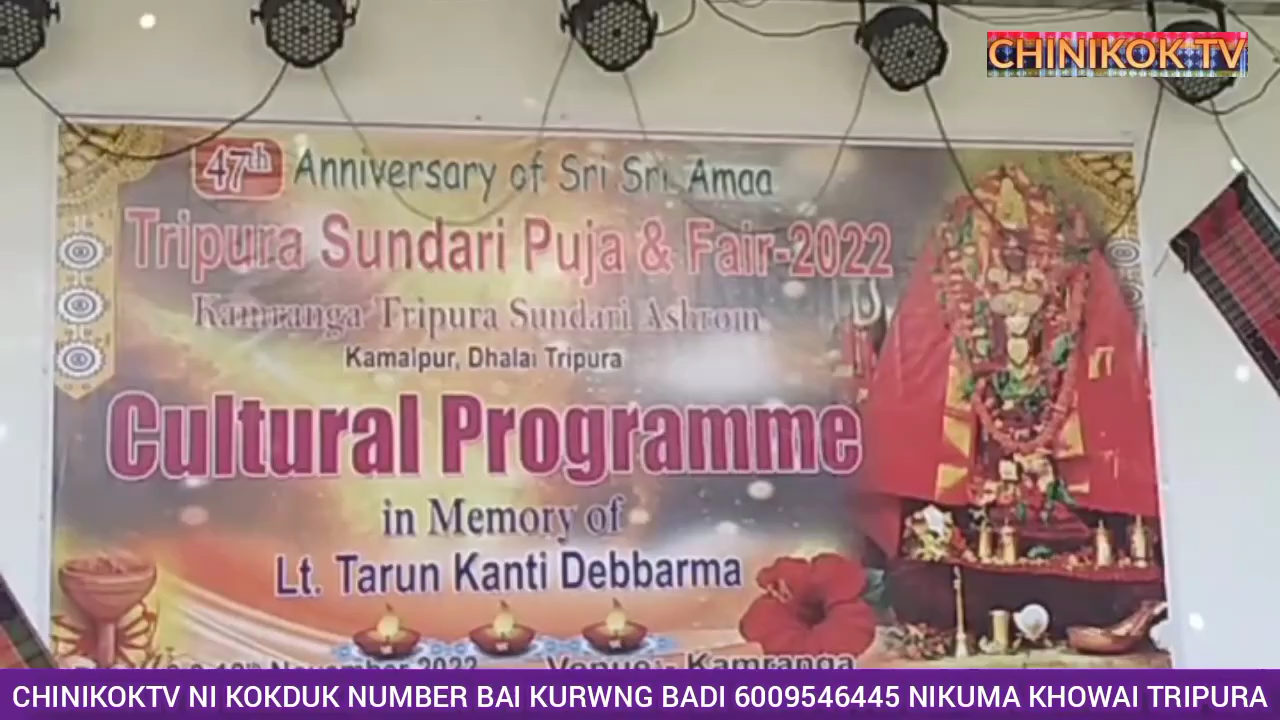 CHINIKOK TV
47th Anniversary of Sri Sri Amaa
Tripura Sundari Puja & Fair-2022
Kamranga Tripura Sundari Ashrom
Kamalpur, Dhalai Tripura
Cultural Programme
in Memory of
Lt. Tarun Kanti Debbarma
November 2022 Venue:- Kamranga
CHINIKOKTV NI KOKDUK NUMBER BAI KURWNG BADI 6009546445 NIKUMA KHOWAI TRIPURA